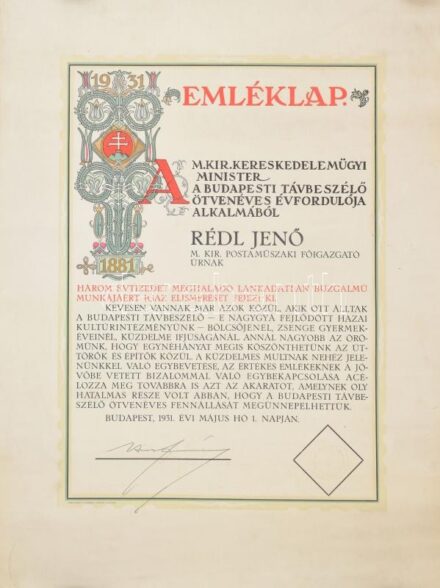 1931
EMLÉKLAP.
A M. KIR. KERESKEDELEMÜGYI
MINISTER
A BUDAPESTI TÁVBESZÉLŐ
ÖTVENÉVES ÉVFORDULÓJA
ALKALMÁBÓL
RÉDL JENŐ
M. KIR. POSTAMŰSZAKI FŐIGAZGATÓ
ÚRNAK
1881
HÁROM ÉVTIZEDET MEGHALADÓ LANKADATLAN BUZGALMÚ
MUNKÁJÁÉRT IGAZ ELISMERÉSÉT FEJEZI KI.
KEVESEN VANNAK MÁR AZOK KÖZÜL, AKIK OTT ÁLLTAK
A BUDAPESTI TÁVBESZÉLŐ – E NAGGYÁ FEJLŐDÖTT HAZAI
KULTÚRINTÉZMÉNYÜNK – BÖLCSŐJÉNÉL, ZSENGE GYERMEK-
ÉVEINÉL, KÜZDELME IFJUSÁGÁNÁL. ANNÁL NAGYOBB AZ ÖRÖ-
MÜNK, HOGY EGYNEHÁNYAT MÉGIS KÖSZÖNTHETÜNK AZ ÚT-
TÖRŐK ÉS ÉPÍTŐK KÖZÜL. A KÜZDELMES MULTNAK NEHÉZ JELE-
NÜNKKEL VALÓ EGYBEVETÉSE, AZ ÉRTÉKES EMLÉKEKNEK A JÖ-
VŐBE VETETT BIZALOMMAL VALÓ EGYBEKAPCSOLÁSA ACÉ-
LOZZA MEG TOVÁBBRA IS AZT AZ AKARATOT, AMELYNEK OLY
HATALMAS RÉSZE VOLT ABBAN, HOGY A BUDAPESTI TÁVBE-
SZÉLŐ ÖTVENÉVES FENNÁLLÁSÁT MEGÜNNEPELHETTÜK.
BUDAPEST, 1931. ÉVI MÁJUS HÓ 1. NAPJÁN.